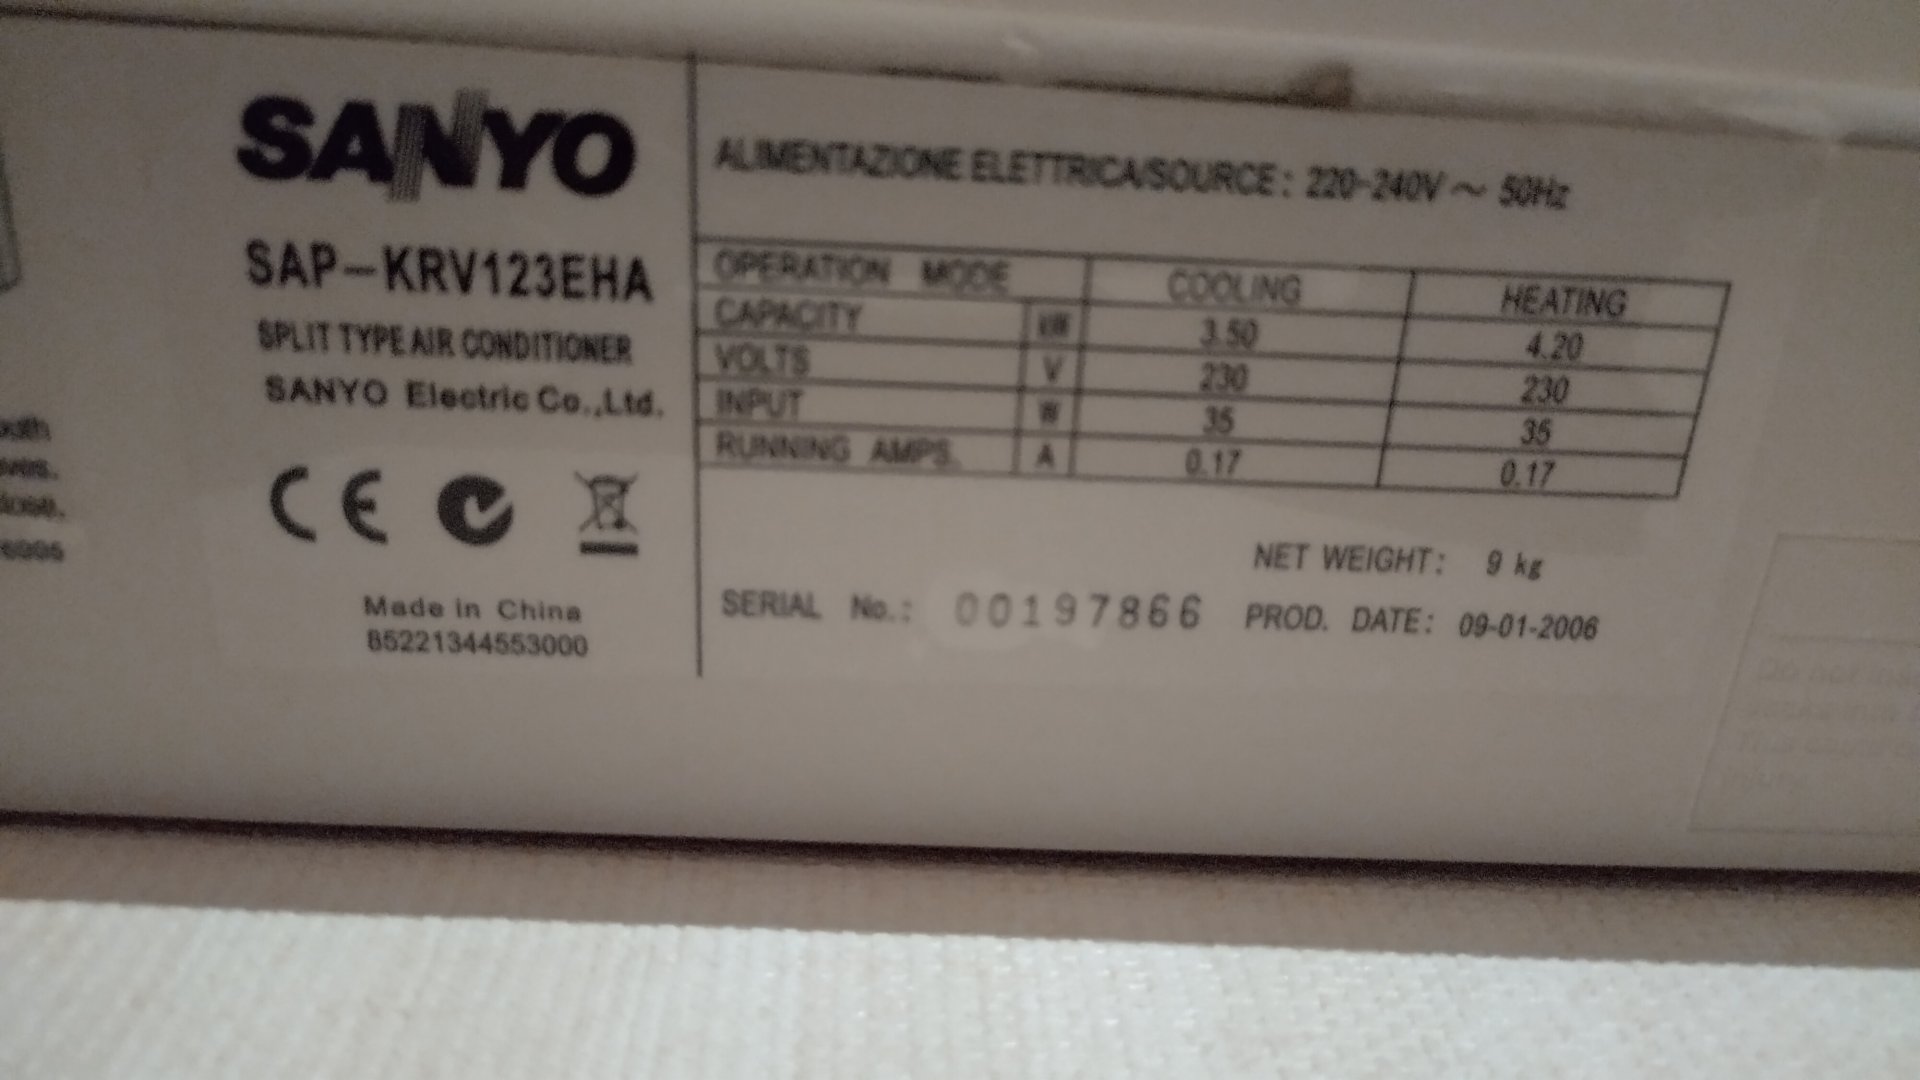 SANYO
SAP-KRV123EHA
SPLIT TYPE AIR CONDITIONER
SANYO Electric Co.,Ltd.
CE
Made in China
85221344553000
ALIMENTAZIONE ELETTRICA/SOURCE: 220-240V ~ 50Hz
OPERATION MODE COOLING HEATING
CAPACITY kW 3.50 4.20
VOLTS V 230 230
INPUT W 35 35
RUNNING AMPS. A 0.17 0.17
NET WEIGHT: 9 kg
SERIAL No.: 00197866 PROD. DATE: 09-01-2006